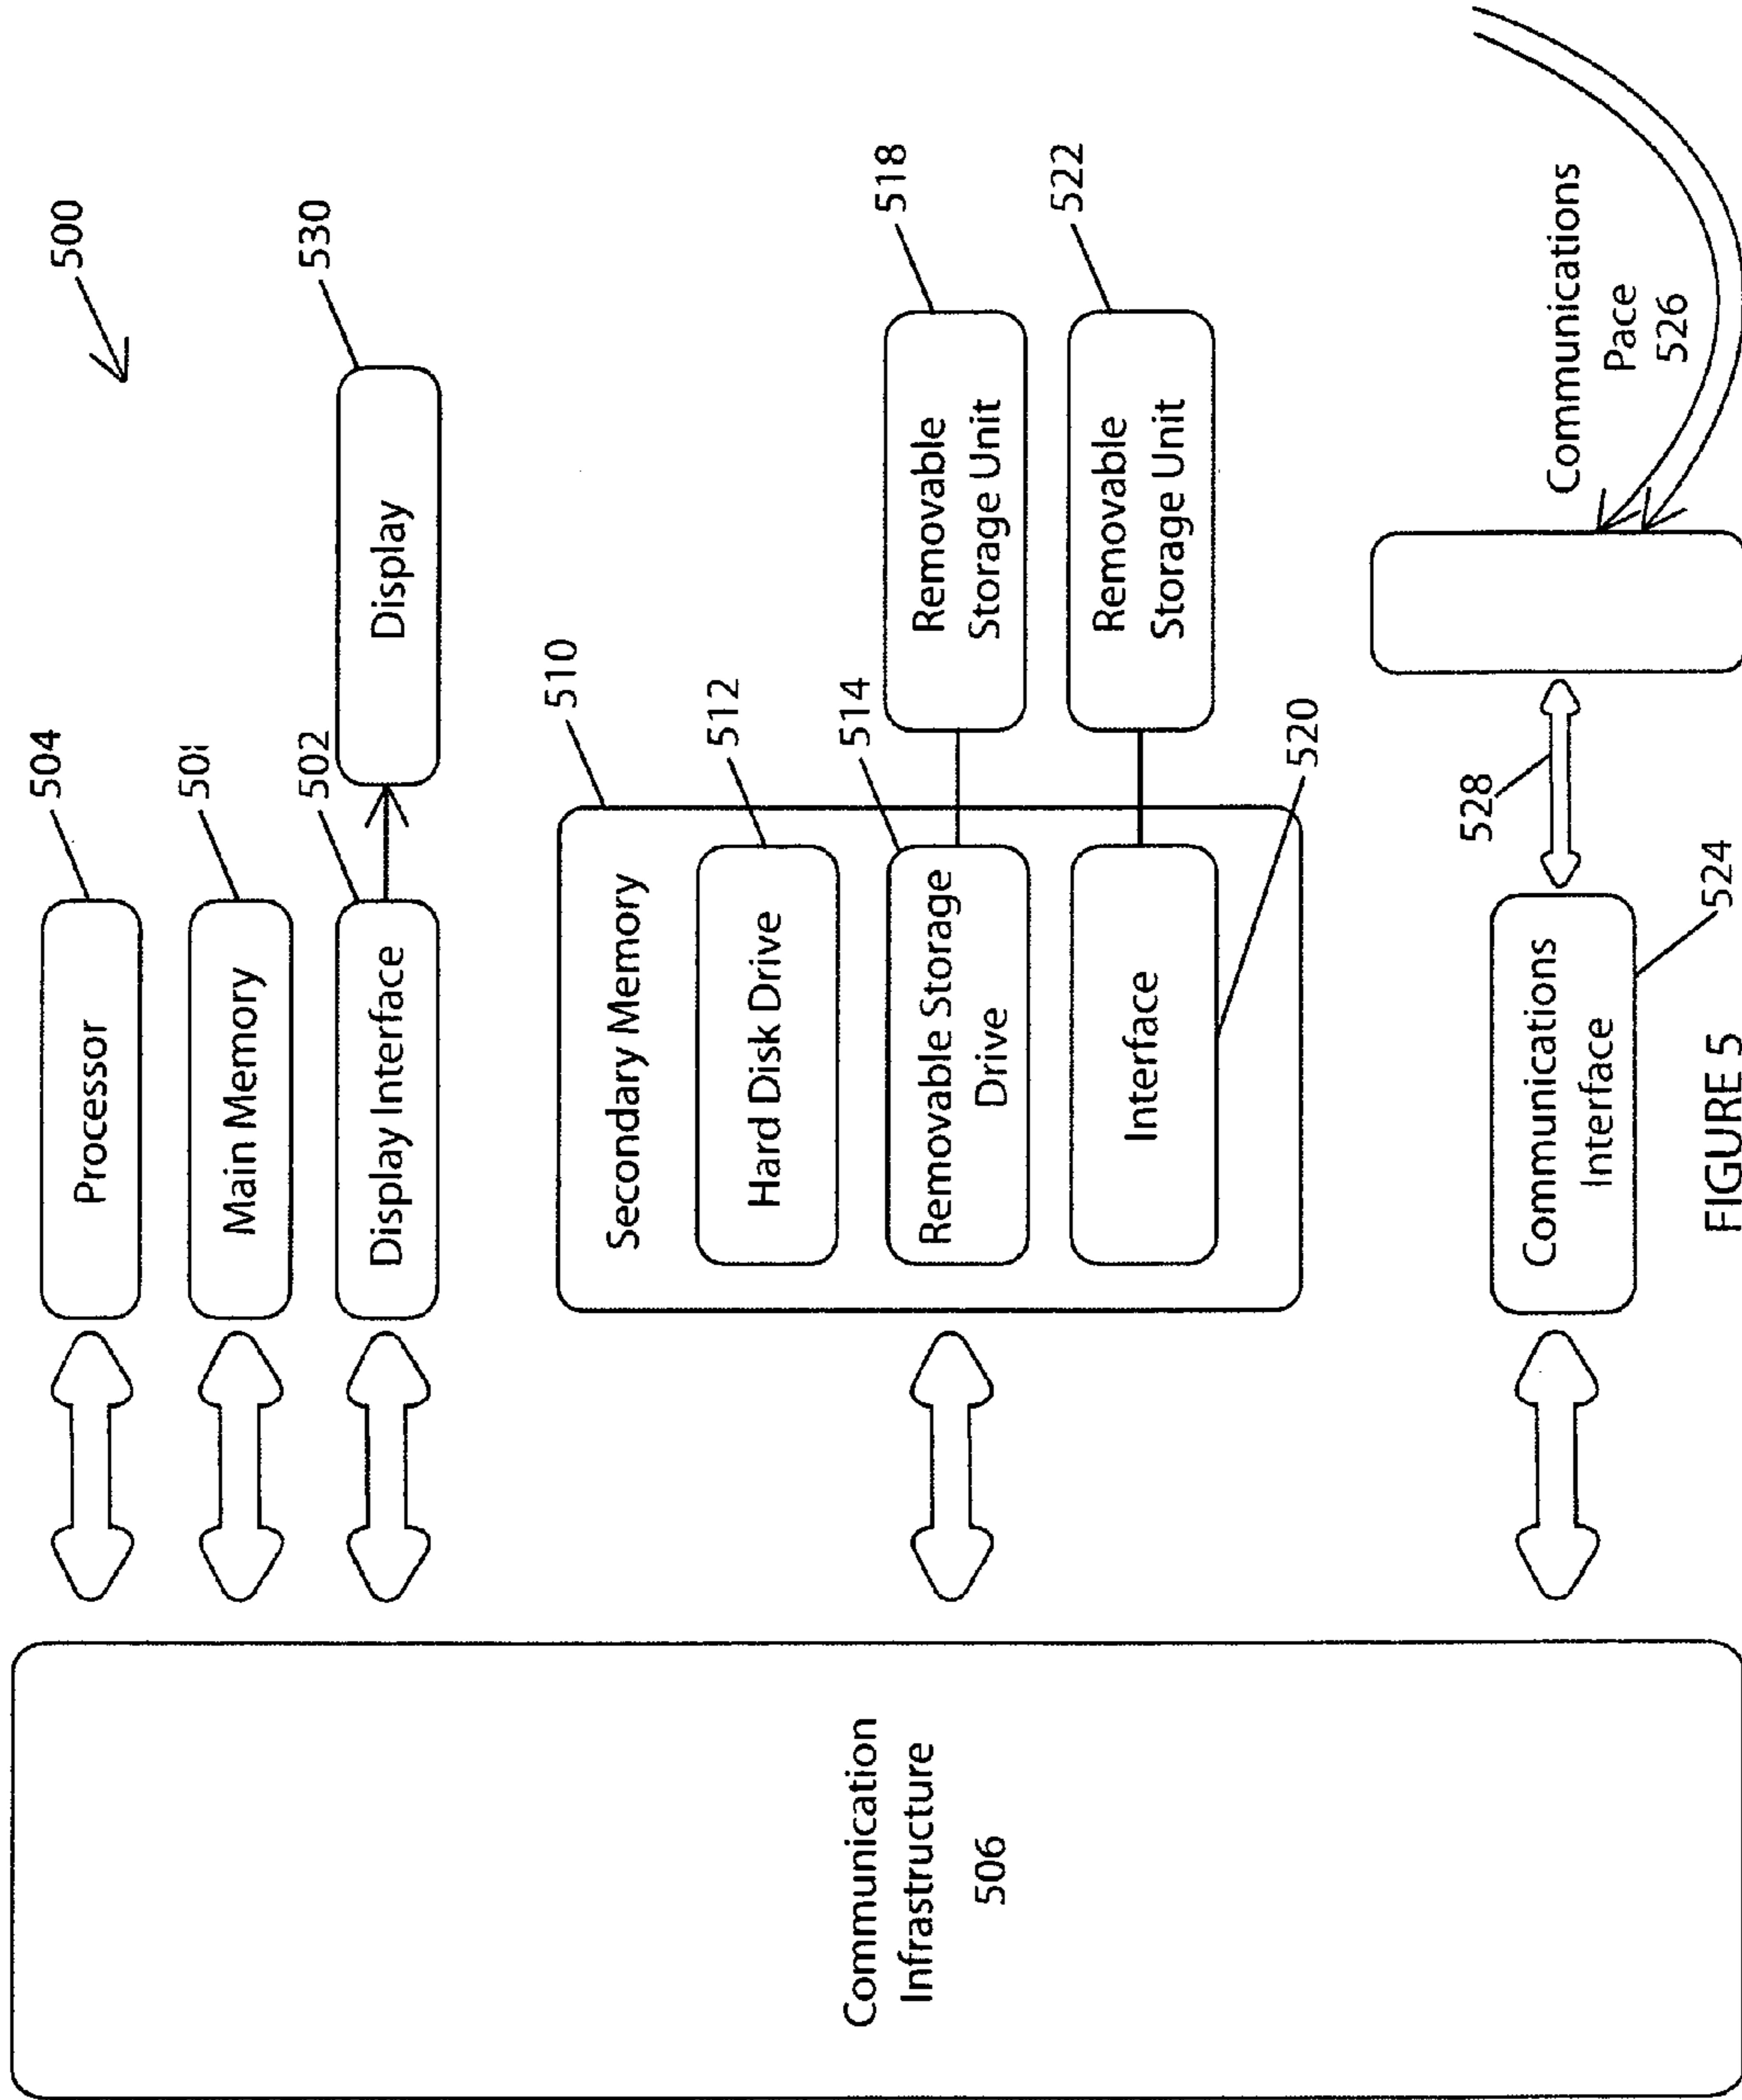 500
Processor
504
Main Memory
Display Interface
502
Display
530
Communication
Infrastructure
506
Secondary Memory
510
Hard Disk Drive
512
Removable Storage
Drive
514
Removable
Storage Unit
518
Interface
520
Removable
Storage Unit
522
Communications
Interface
524
528
Communications
Pace
526
FIGURE 5